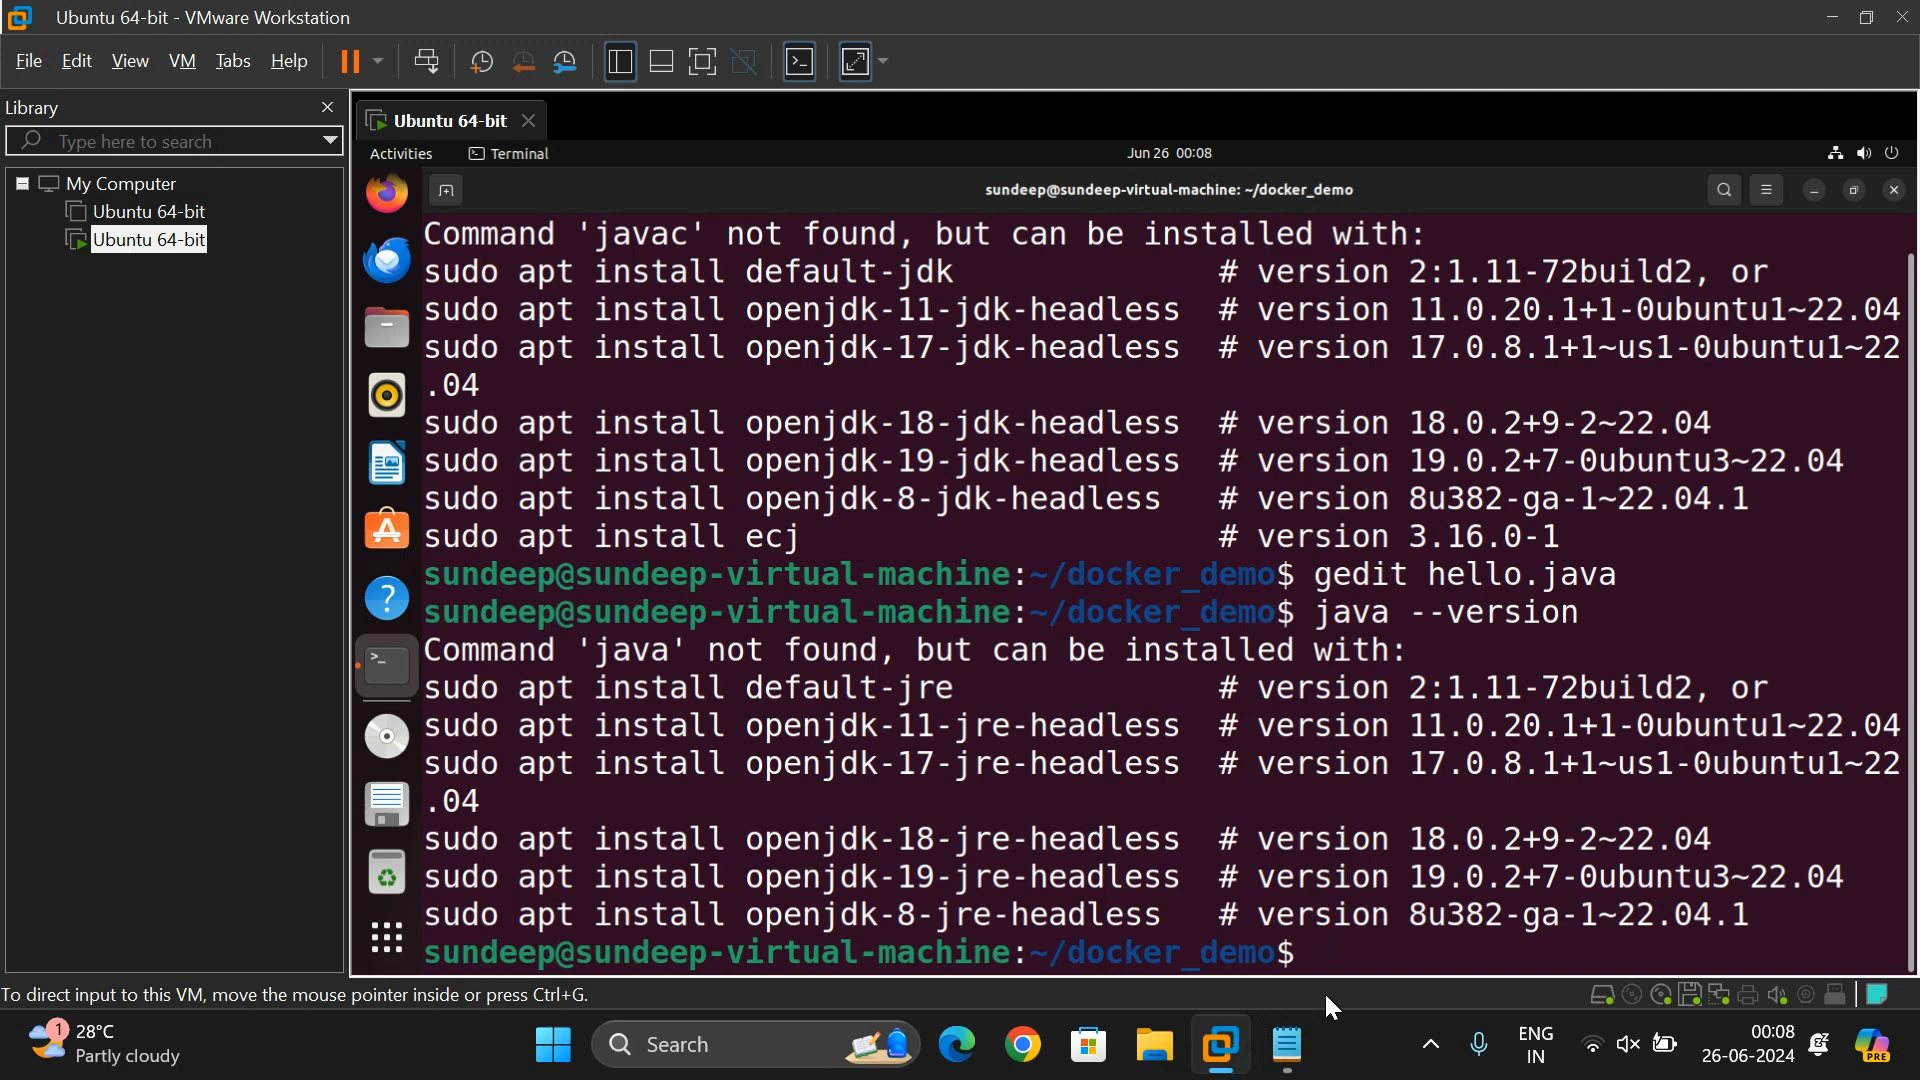 Ubuntu 64-bit - VMware Workstation
File Edit View VM Tabs Help
Library
Type here to search
My Computer
Ubuntu 64-bit
Ubuntu 64-bit
Ubuntu 64-bit
Activities Terminal Jun 26 00:08
sundeep@sundeep-virtual-machine: ~/docker_demo
Command 'javac' not found, but can be installed with:
sudo apt install default-jdk # version 2:1.11-72build2, or
sudo apt install openjdk-11-jdk-headless # version 11.0.20.1+1-0ubuntu1~22.04
sudo apt install openjdk-17-jdk-headless # version 17.0.8.1+1~us1-0ubuntu1~22
.04
sudo apt install openjdk-18-jdk-headless # version 18.0.2+9-2~22.04
sudo apt install openjdk-19-jdk-headless # version 19.0.2+7-0ubuntu3~22.04
sudo apt install openjdk-8-jdk-headless # version 8u382-ga-1~22.04.1
sudo apt install ecj # version 3.16.0-1
sundeep@sundeep-virtual-machine:~/docker_demo$ gedit hello.java
sundeep@sundeep-virtual-machine:~/docker_demo$ java --version
Command 'java' not found, but can be installed with:
sudo apt install default-jre # version 2:1.11-72build2, or
sudo apt install openjdk-11-jre-headless # version 11.0.20.1+1-0ubuntu1~22.04
sudo apt install openjdk-17-jre-headless # version 17.0.8.1+1~us1-0ubuntu1~22
.04
sudo apt install openjdk-18-jre-headless # version 18.0.2+9-2~22.04
sudo apt install openjdk-19-jre-headless # version 19.0.2+7-0ubuntu3~22.04
sudo apt install openjdk-8-jre-headless # version 8u382-ga-1~22.04.1
sundeep@sundeep-virtual-machine:~/docker_demo$
To direct input to this VM, move the mouse pointer inside or press Ctrl+G.
1 28°C
Partly cloudy
Search
ENG
IN
00:08
26-06-2024
PRE